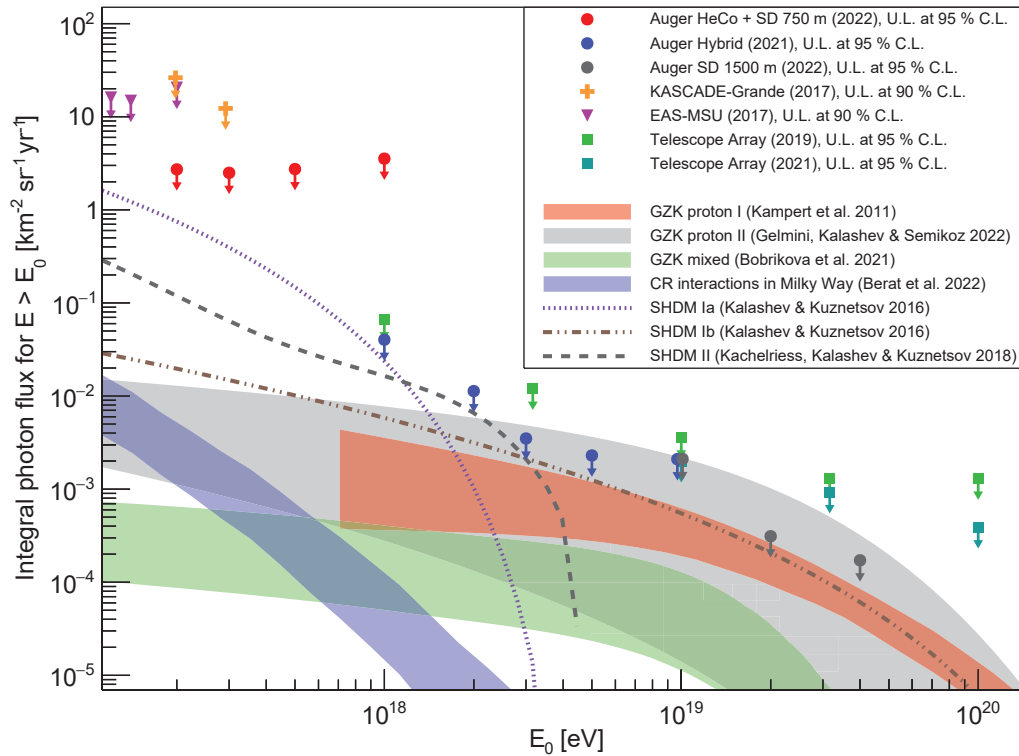 Integral photon flux for E > E₀ [km⁻² sr⁻¹ yr⁻¹]
10²
10
1
10⁻¹
10⁻²
10⁻³
10⁻⁴
10⁻⁵
Auger HeCo + SD 750 m (2022), U.L. at 95 % C.L.
Auger Hybrid (2021), U.L. at 95 % C.L.
Auger SD 1500 m (2022), U.L. at 95 % C.L.
KASCADE-Grande (2017), U.L. at 90 % C.L.
EAS-MSU (2017), U.L. at 90 % C.L.
Telescope Array (2019), U.L. at 95 % C.L.
Telescope Array (2021), U.L. at 95 % C.L.
GZK proton I (Kampert et al. 2011)
GZK proton II (Gelmini, Kalashev & Semikoz 2022)
GZK mixed (Bobrikova et al. 2021)
CR interactions in Milky Way (Berat et al. 2022)
SHDM Ia (Kalashev & Kuznetsov 2016)
SHDM Ib (Kalashev & Kuznetsov 2016)
SHDM II (Kachelriess, Kalashev & Kuznetsov 2018)
10¹⁸
10¹⁹
10²⁰
E₀ [eV]